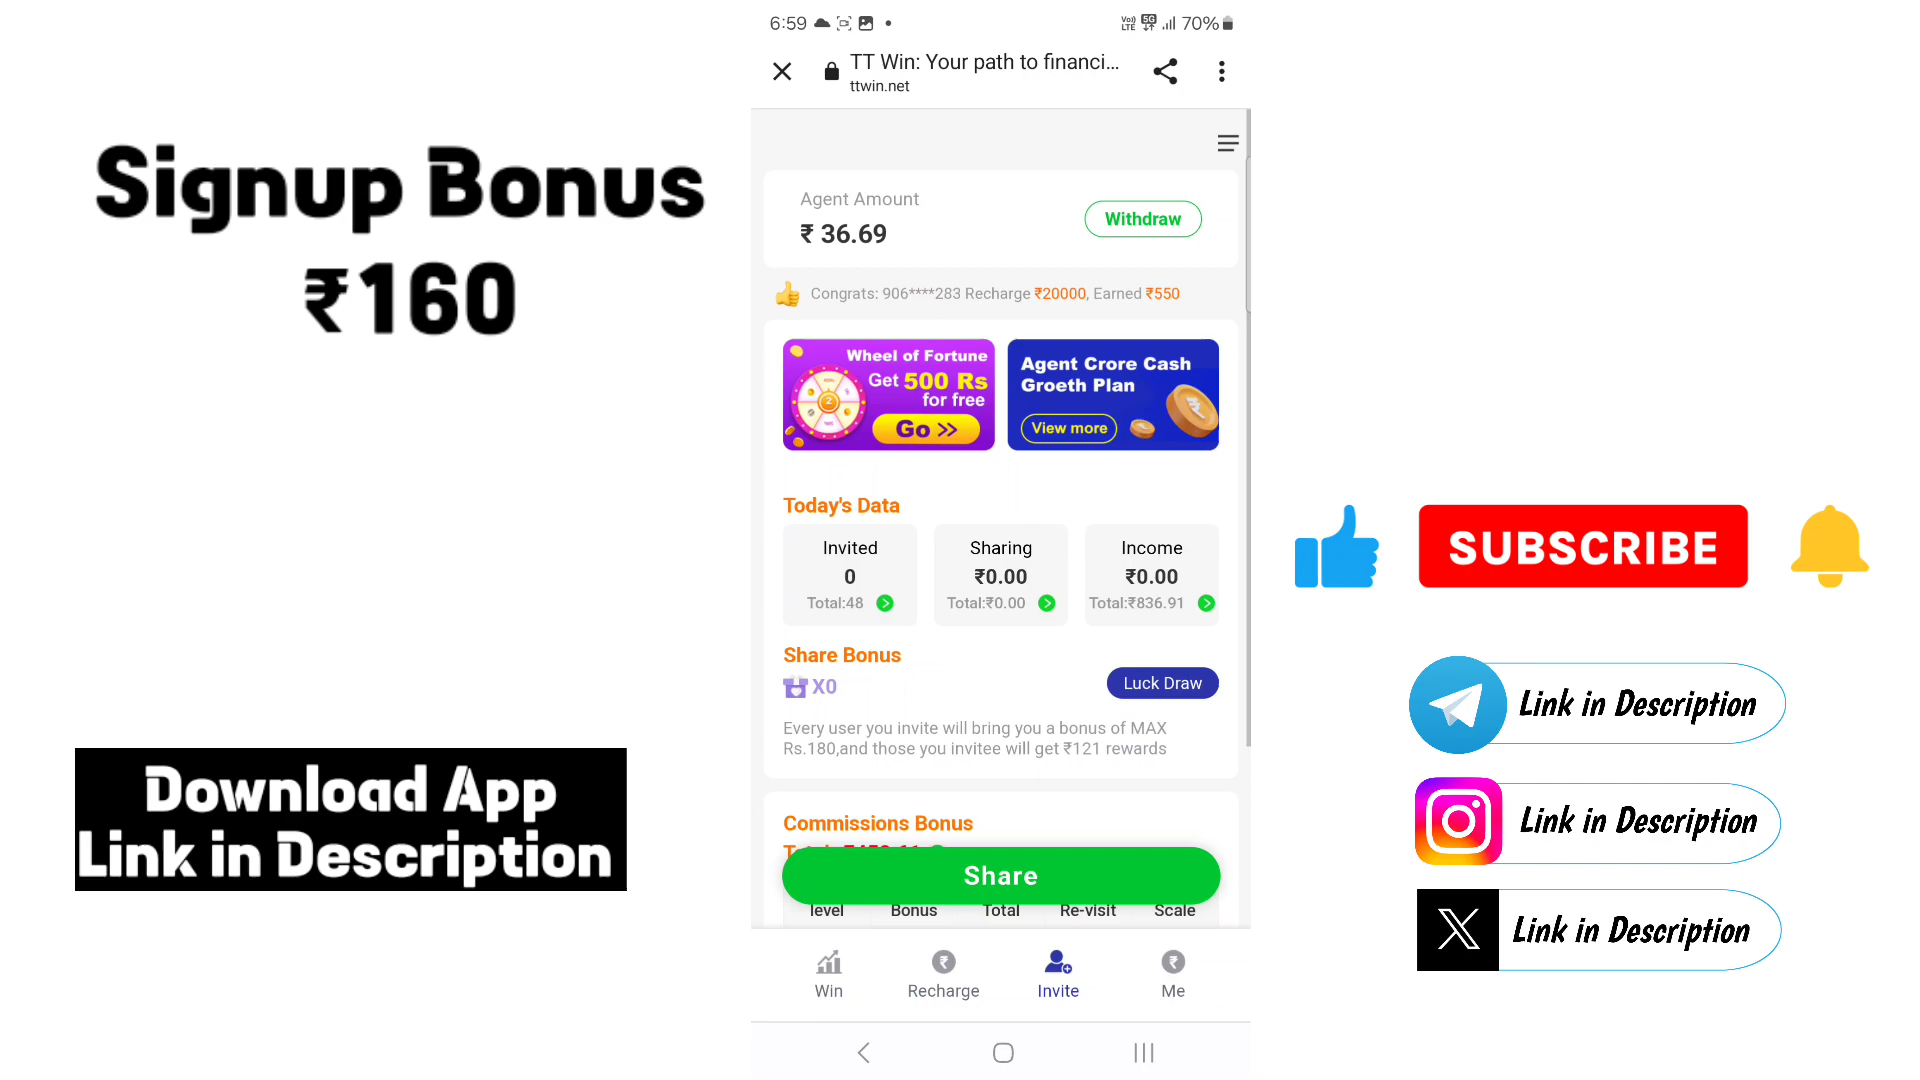 Signup Bonus
₹160
Download App
Link in Description
6:59
Vo))
LTE
5G
70%
TT Win: Your path to financi...
ttwin.net
Agent Amount
₹ 36.69
Withdraw
Congrats: 906****283 Recharge ₹20000, Earned ₹550
Wheel of Fortune
Get 500 Rs
for free
Go >>
Agent Crore Cash
Groeth Plan
View more
Today's Data
Invited
0
Total:48
Sharing
₹0.00
Total:₹0.00
Income
₹0.00
Total:₹836.91
Share Bonus
X0
Luck Draw
Every user you invite will bring you a bonus of MAX
Rs.180,and those you invitee will get ₹121 rewards
Commissions Bonus
Share
level Bonus Total Re-visit Scale
Win Recharge Invite Me
SUBSCRIBE
Link in Description
Link in Description
Link in Description